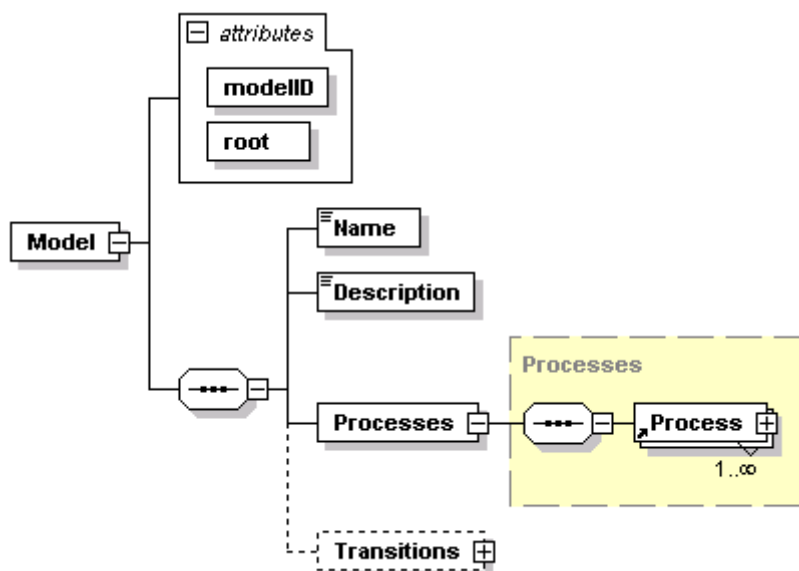 attributes
modelID
root
Model
Name
Description
Processes
Processes
Process
1..∞
Transitions